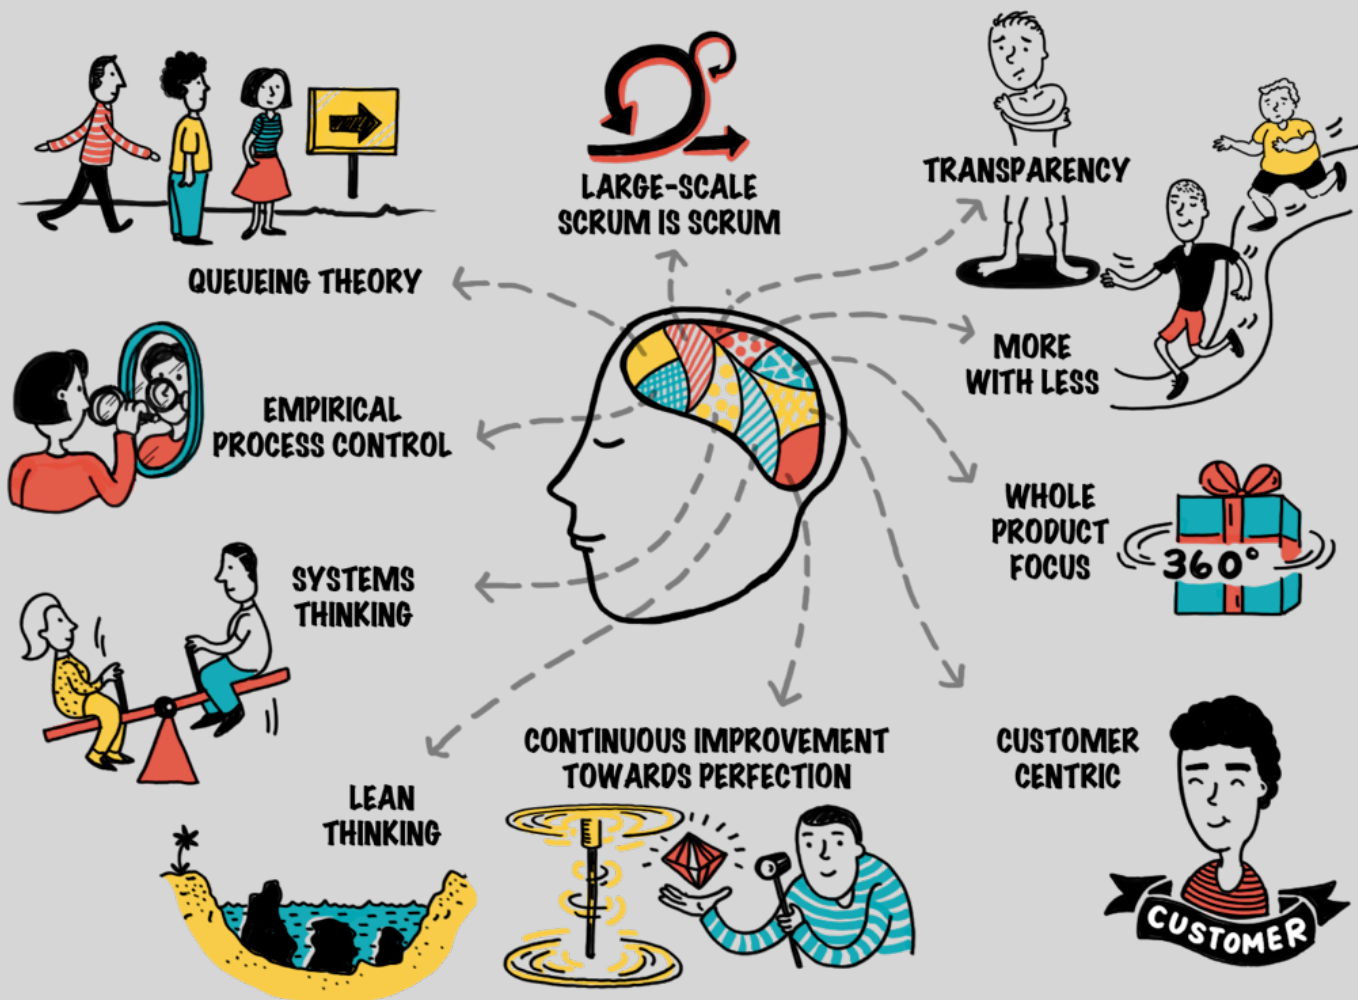 LARGE-SCALE
SCRUM IS SCRUM
TRANSPARENCY
QUEUEING THEORY
MORE
WITH LESS
EMPIRICAL
PROCESS CONTROL
WHOLE
PRODUCT
FOCUS
360°
SYSTEMS
THINKING
CONTINUOUS IMPROVEMENT
TOWARDS PERFECTION
CUSTOMER
CENTRIC
LEAN
THINKING
CUSTOMER